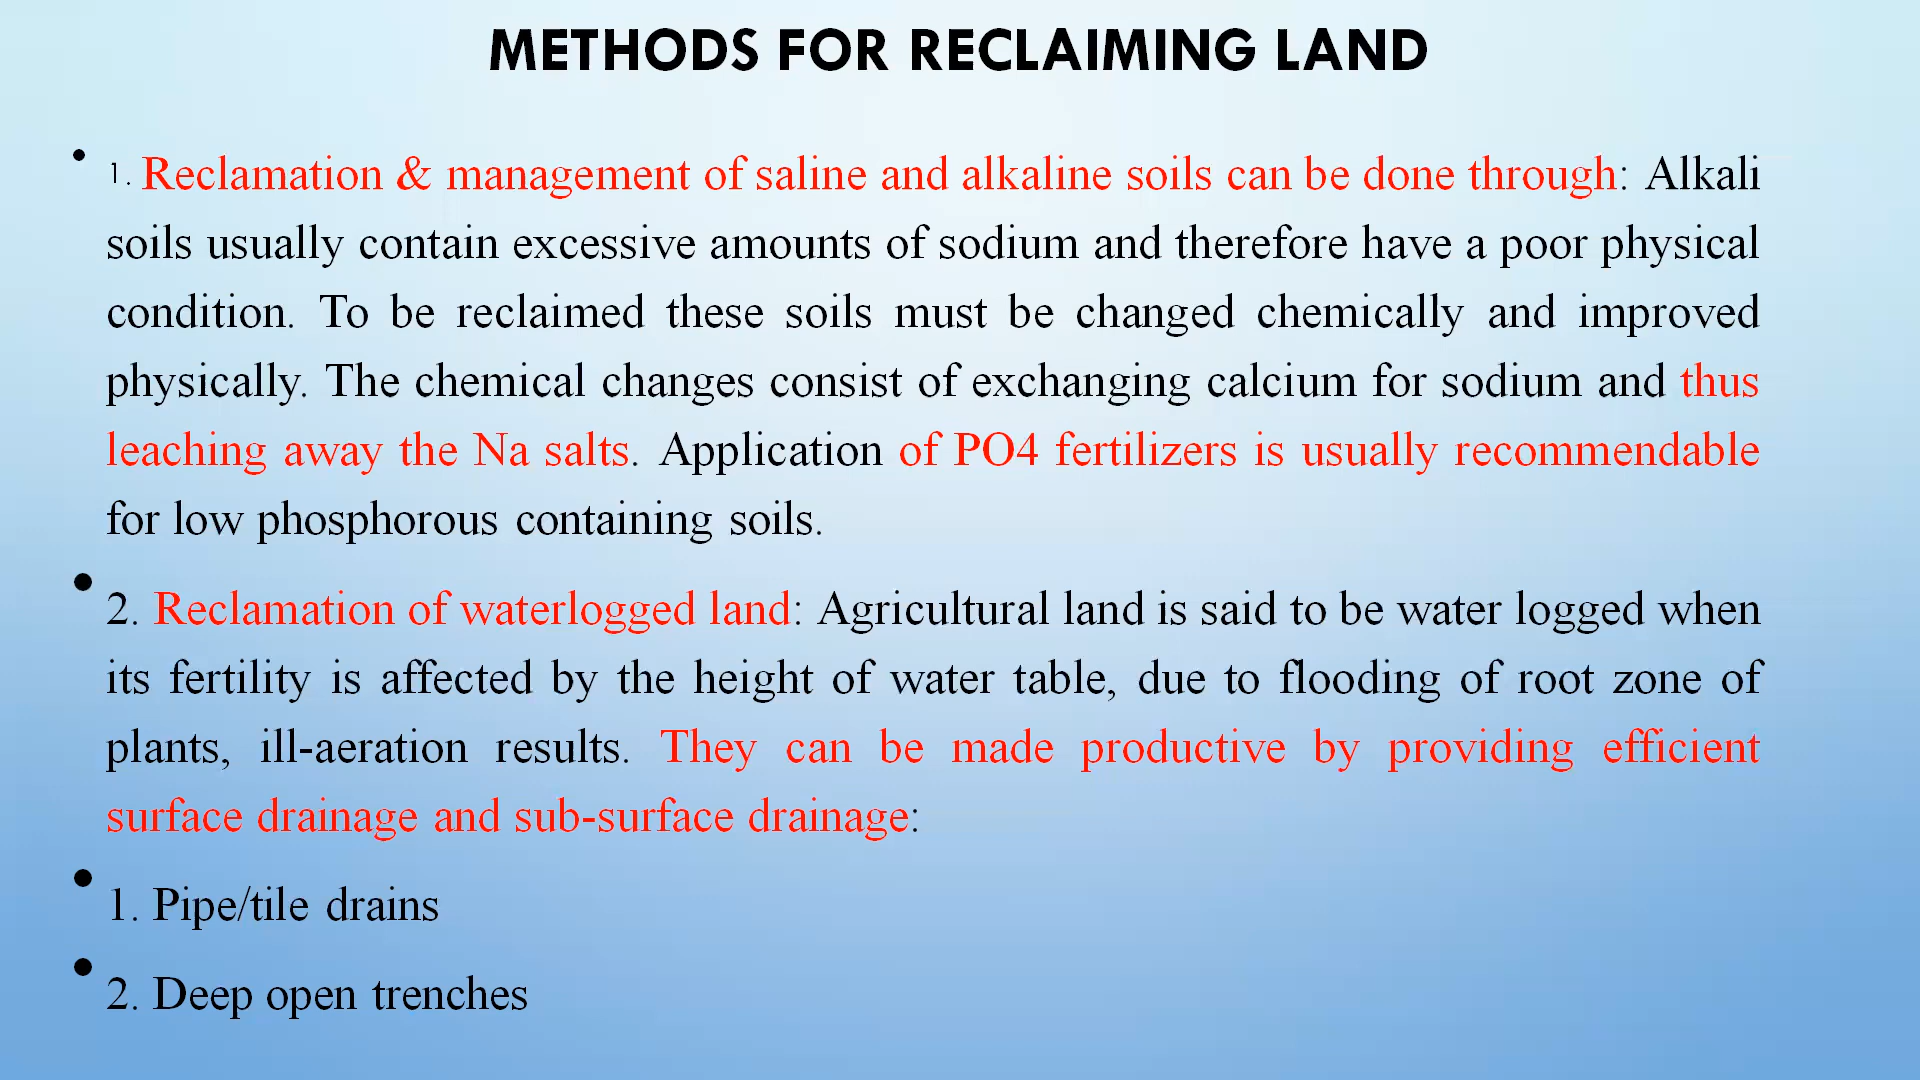 METHODS FOR RECLAIMING LAND
• 1. Reclamation & management of saline and alkaline soils can be done through: Alkali
soils usually contain excessive amounts of sodium and therefore have a poor physical
condition. To be reclaimed these soils must be changed chemically and improved
physically. The chemical changes consist of exchanging calcium for sodium and thus
leaching away the Na salts. Application of PO4 fertilizers is usually recommendable
for low phosphorous containing soils.
• 2. Reclamation of waterlogged land: Agricultural land is said to be water logged when
its fertility is affected by the height of water table, due to flooding of root zone of
plants, ill-aeration results. They can be made productive by providing efficient
surface drainage and sub-surface drainage:
• 1. Pipe/tile drains
• 2. Deep open trenches